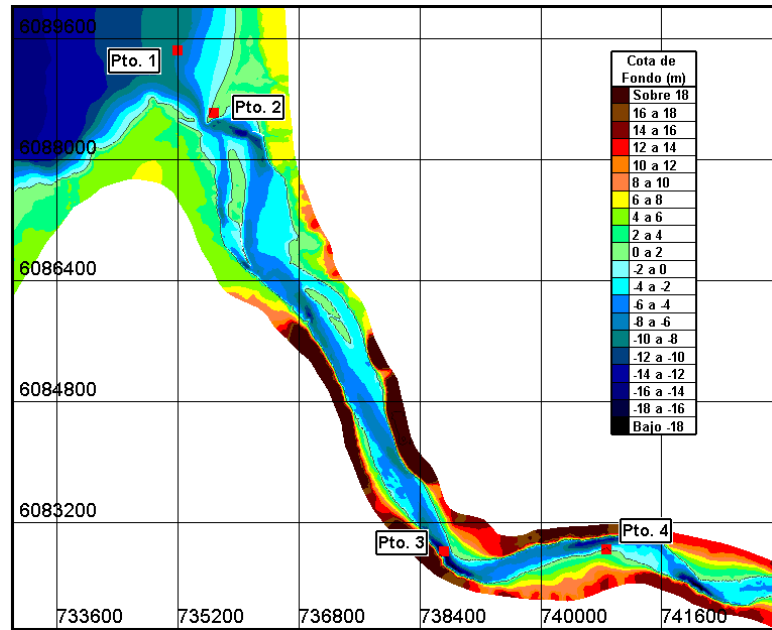 6089600
Pto. 1
Pto. 2
6088000
6086400
6084800
6083200
Pto. 3
Pto. 4
733600
735200
736800
738400
740000
741600
Cota de
Fondo (m)
Sobre 18
16 a 18
14 a 16
12 a 14
10 a 12
8 a 10
6 a 8
4 a 6
2 a 4
0 a 2
-2 a 0
-4 a -2
-6 a -4
-8 a -6
-10 a -8
-12 a -10
-14 a -12
-16 a -14
-18 a -16
Bajo -18